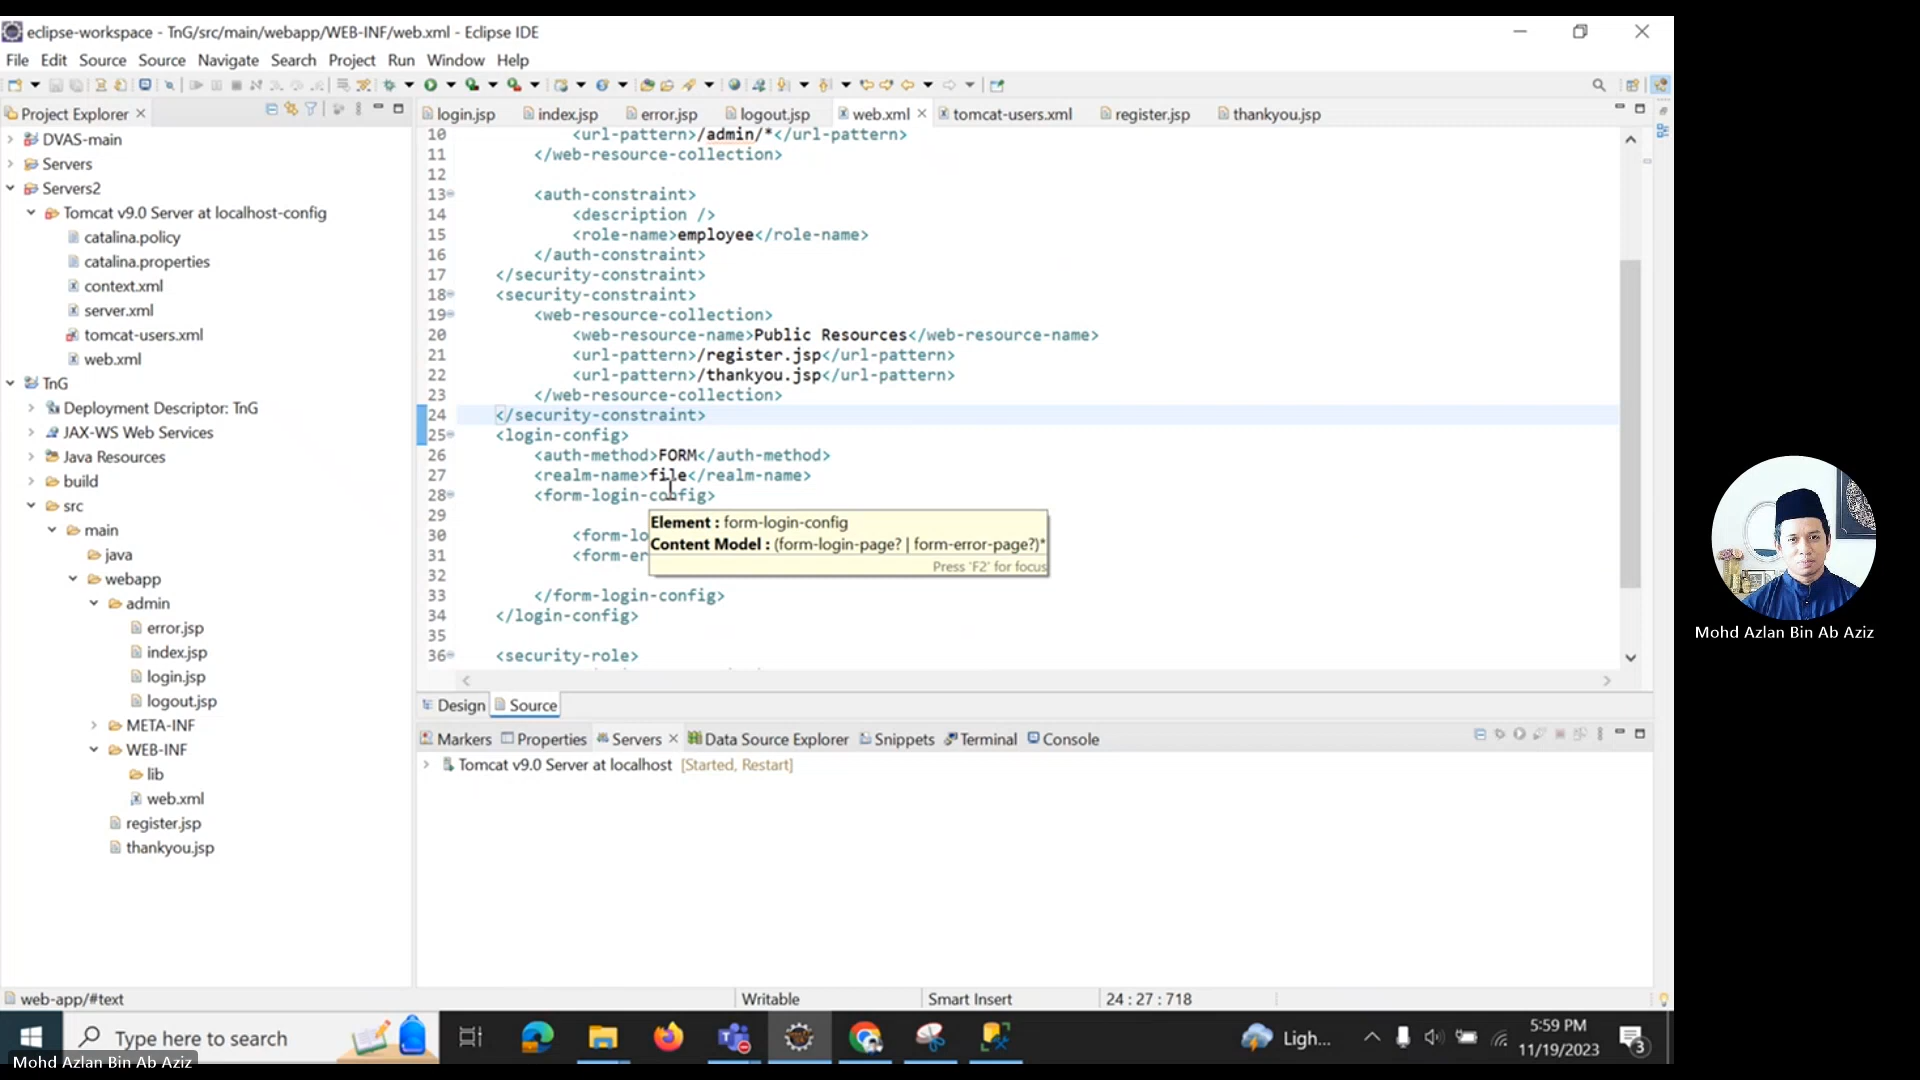 eclipse-workspace - TnG/src/main/webapp/WEB-INF/web.xml - Eclipse IDE
File Edit Source Source Navigate Search Project Run Window Help
Project Explorer
login.jsp index.jsp error.jsp logout.jsp web.xml tomcat-users.xml register.jsp thankyou.jsp
DVAS-main
Servers
Servers2
Tomcat v9.0 Server at localhost-config
catalina.policy
catalina.properties
context.xml
server.xml
tomcat-users.xml
web.xml
TnG
Deployment Descriptor: TnG
JAX-WS Web Services
Java Resources
build
src
main
java
webapp
admin
error.jsp
index.jsp
login.jsp
logout.jsp
META-INF
WEB-INF
lib
web.xml
register.jsp
thankyou.jsp
10 <url-pattern>/admin/*</url-pattern>
11 </web-resource-collection>
12
13 <auth-constraint>
14 <description />
15 <role-name>employee</role-name>
16 </auth-constraint>
17 </security-constraint>
18 <security-constraint>
19 <web-resource-collection>
20 <web-resource-name>Public Resources</web-resource-name>
21 <url-pattern>/register.jsp</url-pattern>
22 <url-pattern>/thankyou.jsp</url-pattern>
23 </web-resource-collection>
24 </security-constraint>
25 <login-config>
26 <auth-method>FORM</auth-method>
27 <realm-name>file</realm-name>
28 <form-login-config>
29
30 <form-lo
31 <form-er
32
33 </form-login-config>
34 </login-config>
35
36 <security-role>
Element : form-login-config
Content Model : (form-login-page? | form-error-page?)*
Press 'F2' for focus
Design Source
Markers Properties Servers Data Source Explorer Snippets Terminal Console
Tomcat v9.0 Server at localhost [Started, Restart]
web-app/#text Writable Smart Insert 24 : 27 : 718
Type here to search
Ligh...
5:59 PM
11/19/2023
3
Mohd Azlan Bin Ab Aziz
Mohd Azlan Bin Ab Aziz